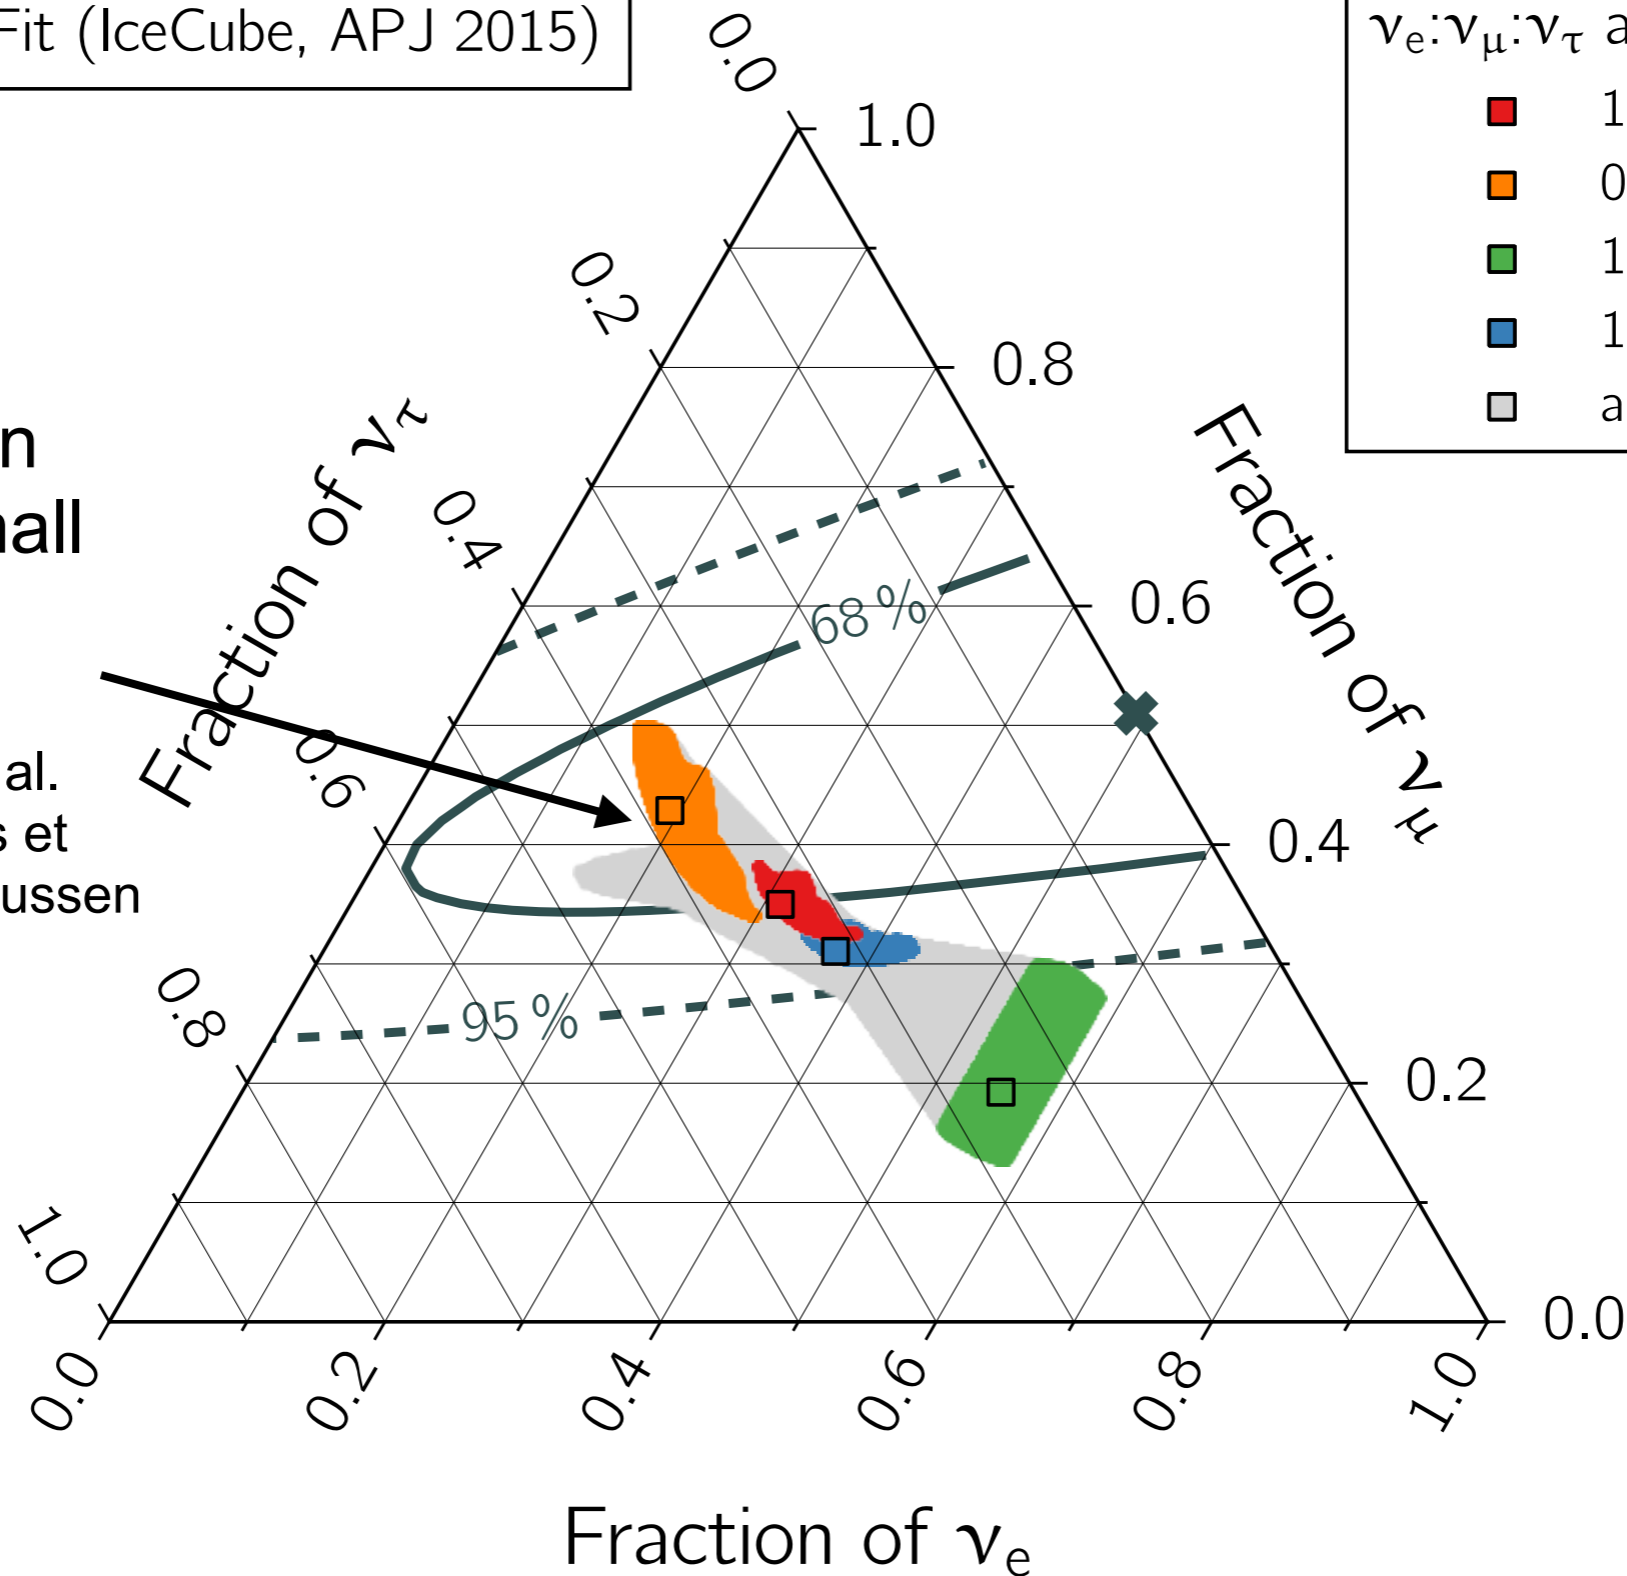 Fit (IceCube, APJ 2015)
νe:νμ:ντ a
1
0
1
1
a
n
all
al.
s et
ussen
0.0
0.2
0.4
0.6
0.8
1.0
Fraction of ντ
1.0
0.8
0.6
0.4
0.2
0.0
Fraction of νμ
68 %
95 %
0.0
0.2
0.4
0.6
0.8
1.0
Fraction of νe